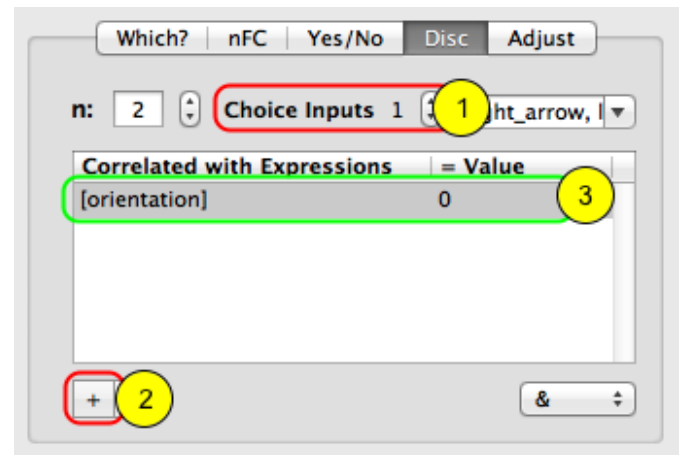 Which? nFC Yes/No Disc Adjust
n: 2 Choice Inputs 1 1 ht_arrow, l
Correlated with Expressions = Value
[orientation] 0 3
+ 2 &